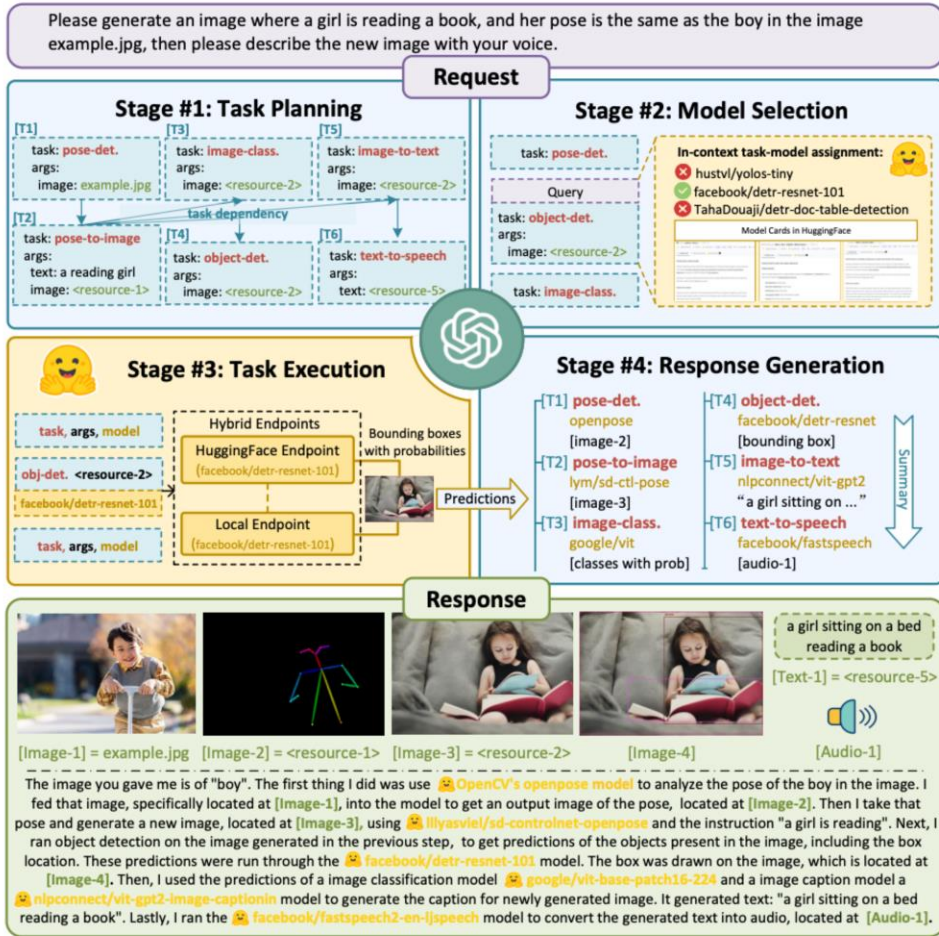 Please generate an image where a girl is reading a book, and her pose is the same as the boy in the image
example.jpg, then please describe the new image with your voice.
Request
Stage #1: Task Planning
[T1]
task: pose-det.
args:
image: example.jpg
[T3]
task: image-class.
args:
image: <resource-2>
[T5]
task: image-to-text
args:
image: <resource-2>
task dependency
[T2]
task: pose-to-image
args:
text: a reading girl
image: <resource-1>
[T4]
task: object-det.
args:
image: <resource-2>
[T6]
task: text-to-speech
args:
text: <resource-5>
Stage #2: Model Selection
task: pose-det.
Query
task: object-det.
args:
image: <resource-2>
task: image-class.
In-context task-model assignment:
hustvl/yolos-tiny
facebook/detr-resnet-101
TahaDouaji/detr-doc-table-detection
Model Cards in HuggingFace
Stage #3: Task Execution
task, args, model
obj-det. <resource-2>
facebook/detr-resnet-101
task, args, model
Hybrid Endpoints
HuggingFace Endpoint
(facebook/detr-resnet-101)
Local Endpoint
(facebook/detr-resnet-101)
Bounding boxes
with probabilities
Predictions
Stage #4: Response Generation
[T1] pose-det.
openpose
[image-2]
[T2] pose-to-image
lym/sd-ctl-pose
[image-3]
[T3] image-class.
google/vit
[classes with prob]
[T4] object-det.
facebook/detr-resnet
[bounding box]
[T5] image-to-text
nlpconnect/vit-gpt2
“a girl sitting on ...”
[T6] text-to-speech
facebook/fastspeech
[audio-1]
Summary
Response
a girl sitting on a bed
reading a book
[Text-1] = <resource-5>
[Image-1] = example.jpg
[Image-2] = <resource-1>
[Image-3] = <resource-2>
[Image-4]
[Audio-1]
The image you gave me is of "boy". The first thing I did was use OpenCV's openpose model to analyze the pose of the boy in the image. I
fed that image, specifically located at [Image-1], into the model to get an output image of the pose, located at [Image-2]. Then I take that
pose and generate a new image, located at [Image-3], using lllyasviel/sd-controlnet-openpose and the instruction "a girl is reading". Next, I
ran object detection on the image generated in the previous step, to get predictions of the objects present in the image, including the box
location. These predictions were run through the facebook/detr-resnet-101 model. The box was drawn on the image, which is located at
[Image-4]. Then, I used the predictions of a image classification model google/vit-base-patch16-224 and a image caption model a
nlpconnect/vit-gpt2-image-captionin model to generate the caption for newly generated image. It generated text: "a girl sitting on a bed
reading a book". Lastly, I ran the facebook/fastspeech2-en-ljspeech model to convert the generated text into audio, located at [Audio-1].